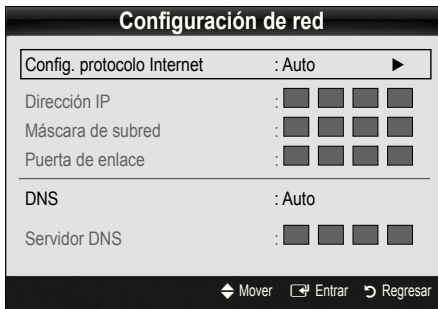 Configuración de red
Config. protocolo Internet : Auto
Dirección IP :
Máscara de subred :
Puerta de enlace :
DNS : Auto
Servidor DNS :
Mover Entrar Regresar